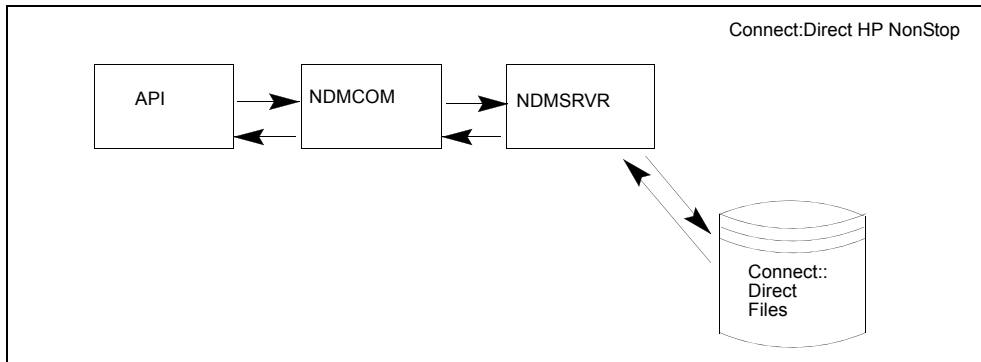 Connect:Direct HP NonStop
API
NDMCOM
NDMSRVR
Connect::
Direct
Files